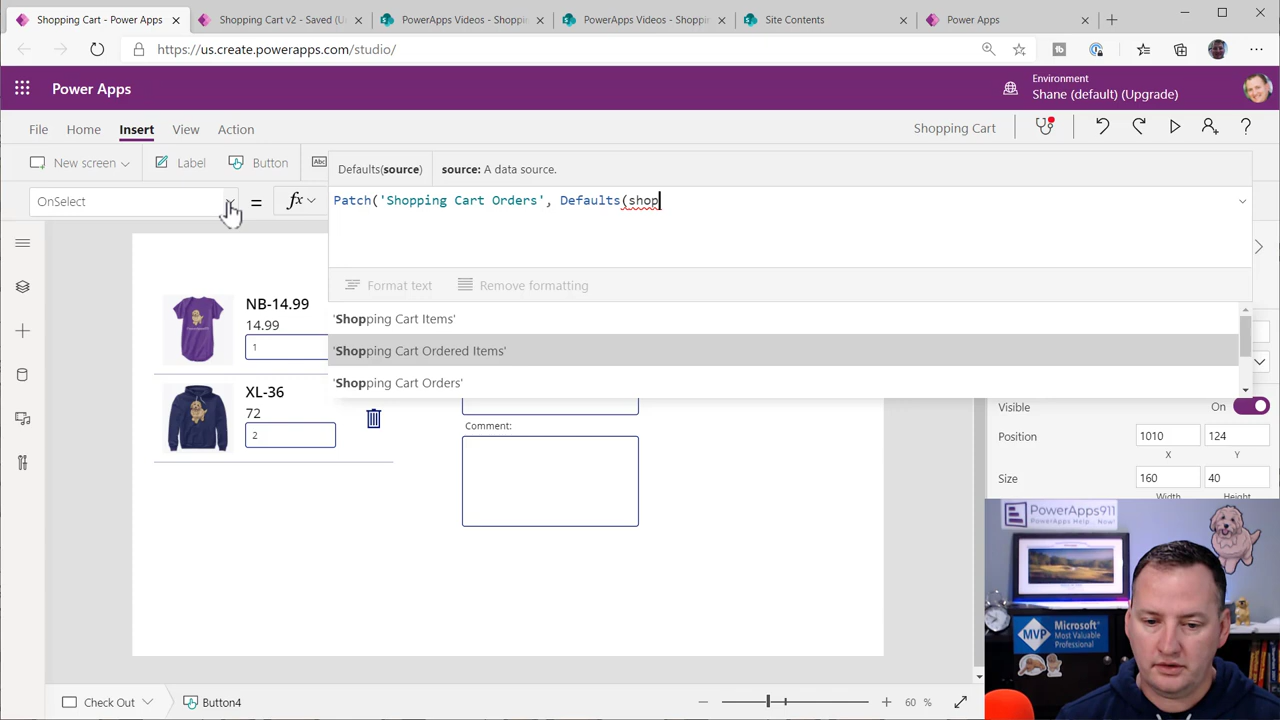 Shopping Cart - Power Apps
Shopping Cart v2 - Saved (U
PowerApps Videos - Shoppi
PowerApps Videos - Shoppi
Site Contents
Power Apps
https://us.create.powerapps.com/studio/
Power Apps
Environment
Shane (default) (Upgrade)
File
Home
Insert
View
Action
Shopping Cart
New screen
Label
Button
Abc
Defaults(source)
source: A data source.
OnSelect
=
fx
Patch('Shopping Cart Orders', Defaults(shop
Format text
Remove formatting
'Shopping Cart Items'
'Shopping Cart Ordered Items'
'Shopping Cart Orders'
NB-14.99
14.99
1
XL-36
72
2
Comment:
Visible
On
Position
1010
124
X
Y
Size
160
40
Width
Height
PowerApps911
PowerApps Help.. Now!
Microsoft
Most Valuable
Professional
Check Out
Button4
60 %